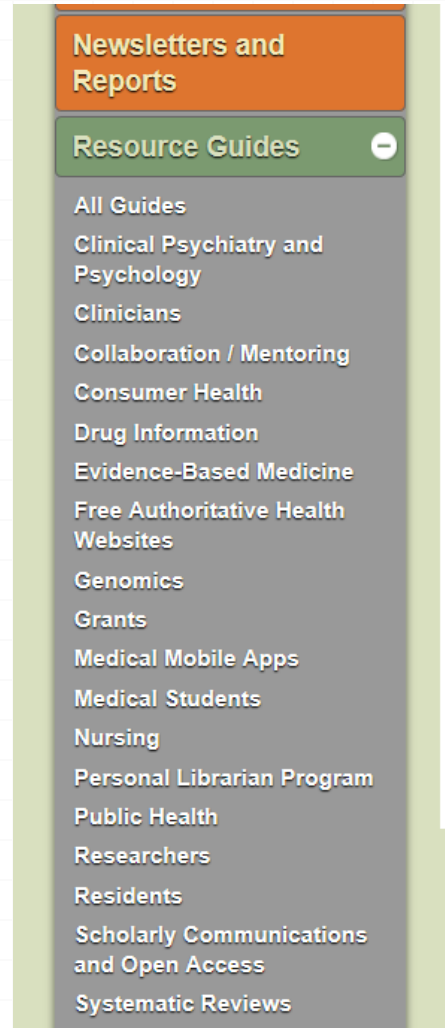 Newsletters and
Reports
Resource Guides
All Guides
Clinical Psychiatry and
Psychology
Clinicians
Collaboration / Mentoring
Consumer Health
Drug Information
Evidence-Based Medicine
Free Authoritative Health
Websites
Genomics
Grants
Medical Mobile Apps
Medical Students
Nursing
Personal Librarian Program
Public Health
Researchers
Residents
Scholarly Communications
and Open Access
Systematic Reviews